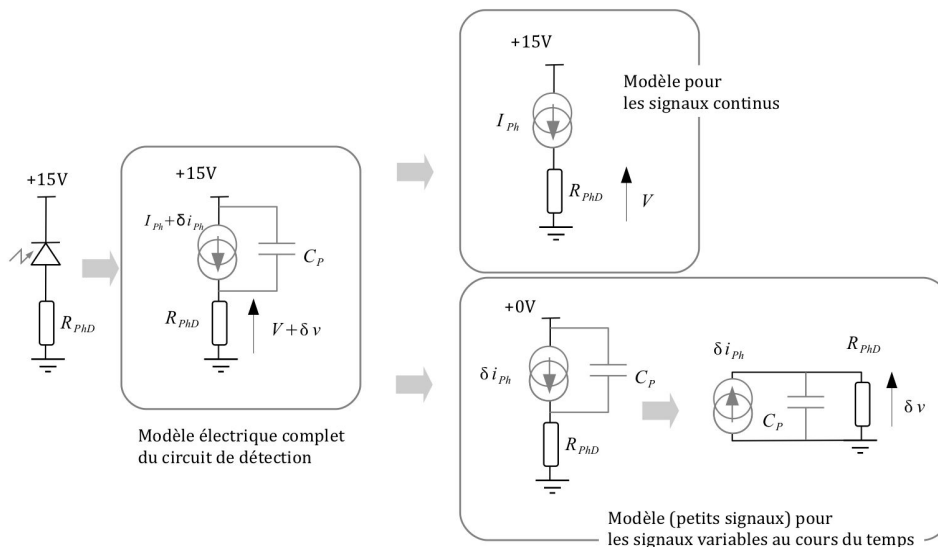 +15V
R_PhD
+15V
I_Ph+δi_Ph
C_P
R_PhD
V+δv
Modèle électrique complet
du circuit de détection
+15V
I_Ph
R_PhD
V
Modèle pour
les signaux continus
+0V
δi_Ph
C_P
R_PhD
δi_Ph
R_PhD
C_P
δv
Modèle (petits signaux) pour
les signaux variables au cours du temps